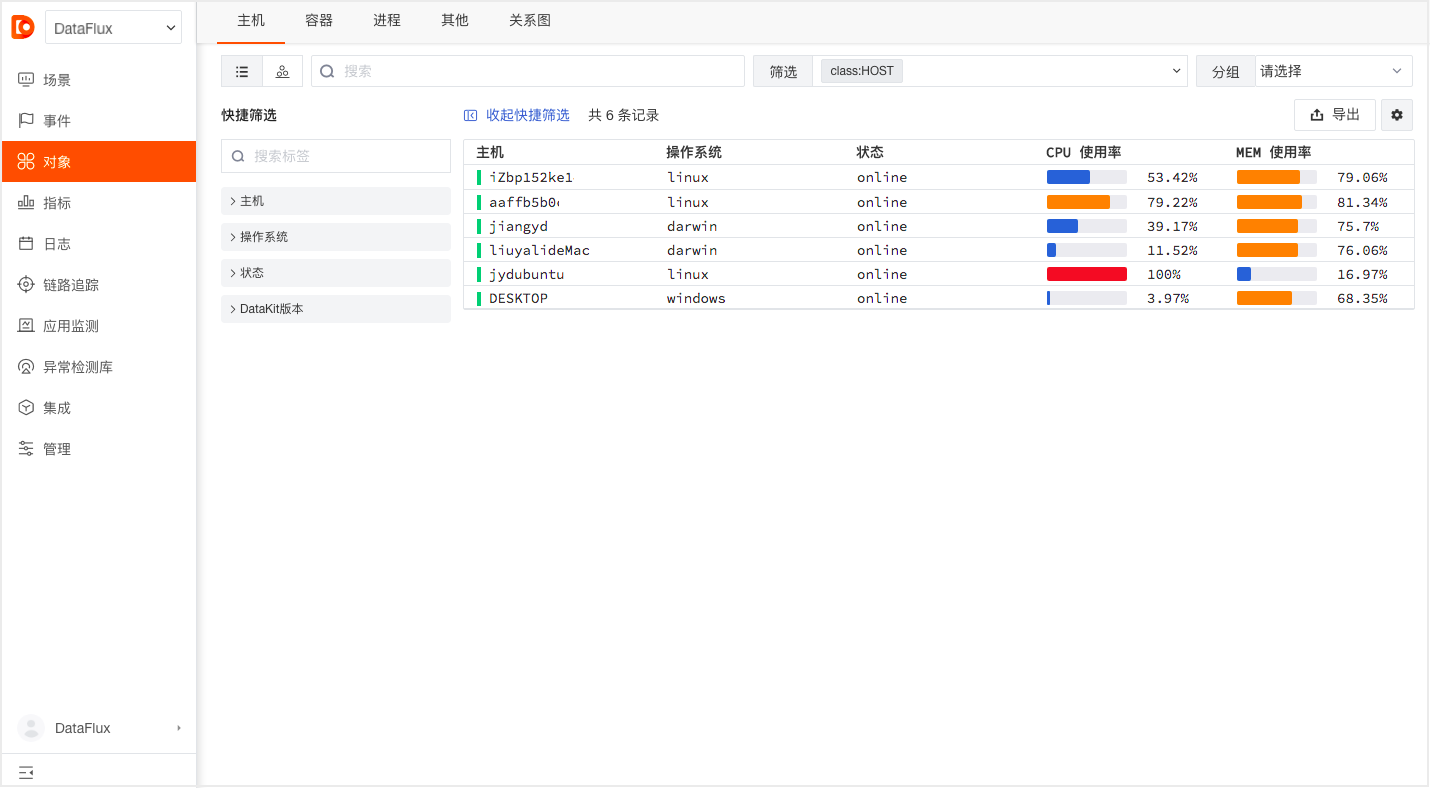 DataFlux
场景
事件
对象
指标
日志
链路追踪
应用监测
异常检测库
集成
管理
DataFlux
主机 容器 进程 其他 关系图
搜索 筛选 class:HOST 分组 请选择
快捷筛选 收起快捷筛选 共 6 条记录 导出
搜索标签
主机
操作系统
状态
DataKit版本
主机 操作系统 状态 CPU 使用率 MEM 使用率
iZbp152ke1 linux online 53.42% 79.06%
aaffb5b0 linux online 79.22% 81.34%
jiangyd darwin online 39.17% 75.7%
liuyalideMac darwin online 11.52% 76.06%
jydubuntu linux online 100% 16.97%
DESKTOP windows online 3.97% 68.35%